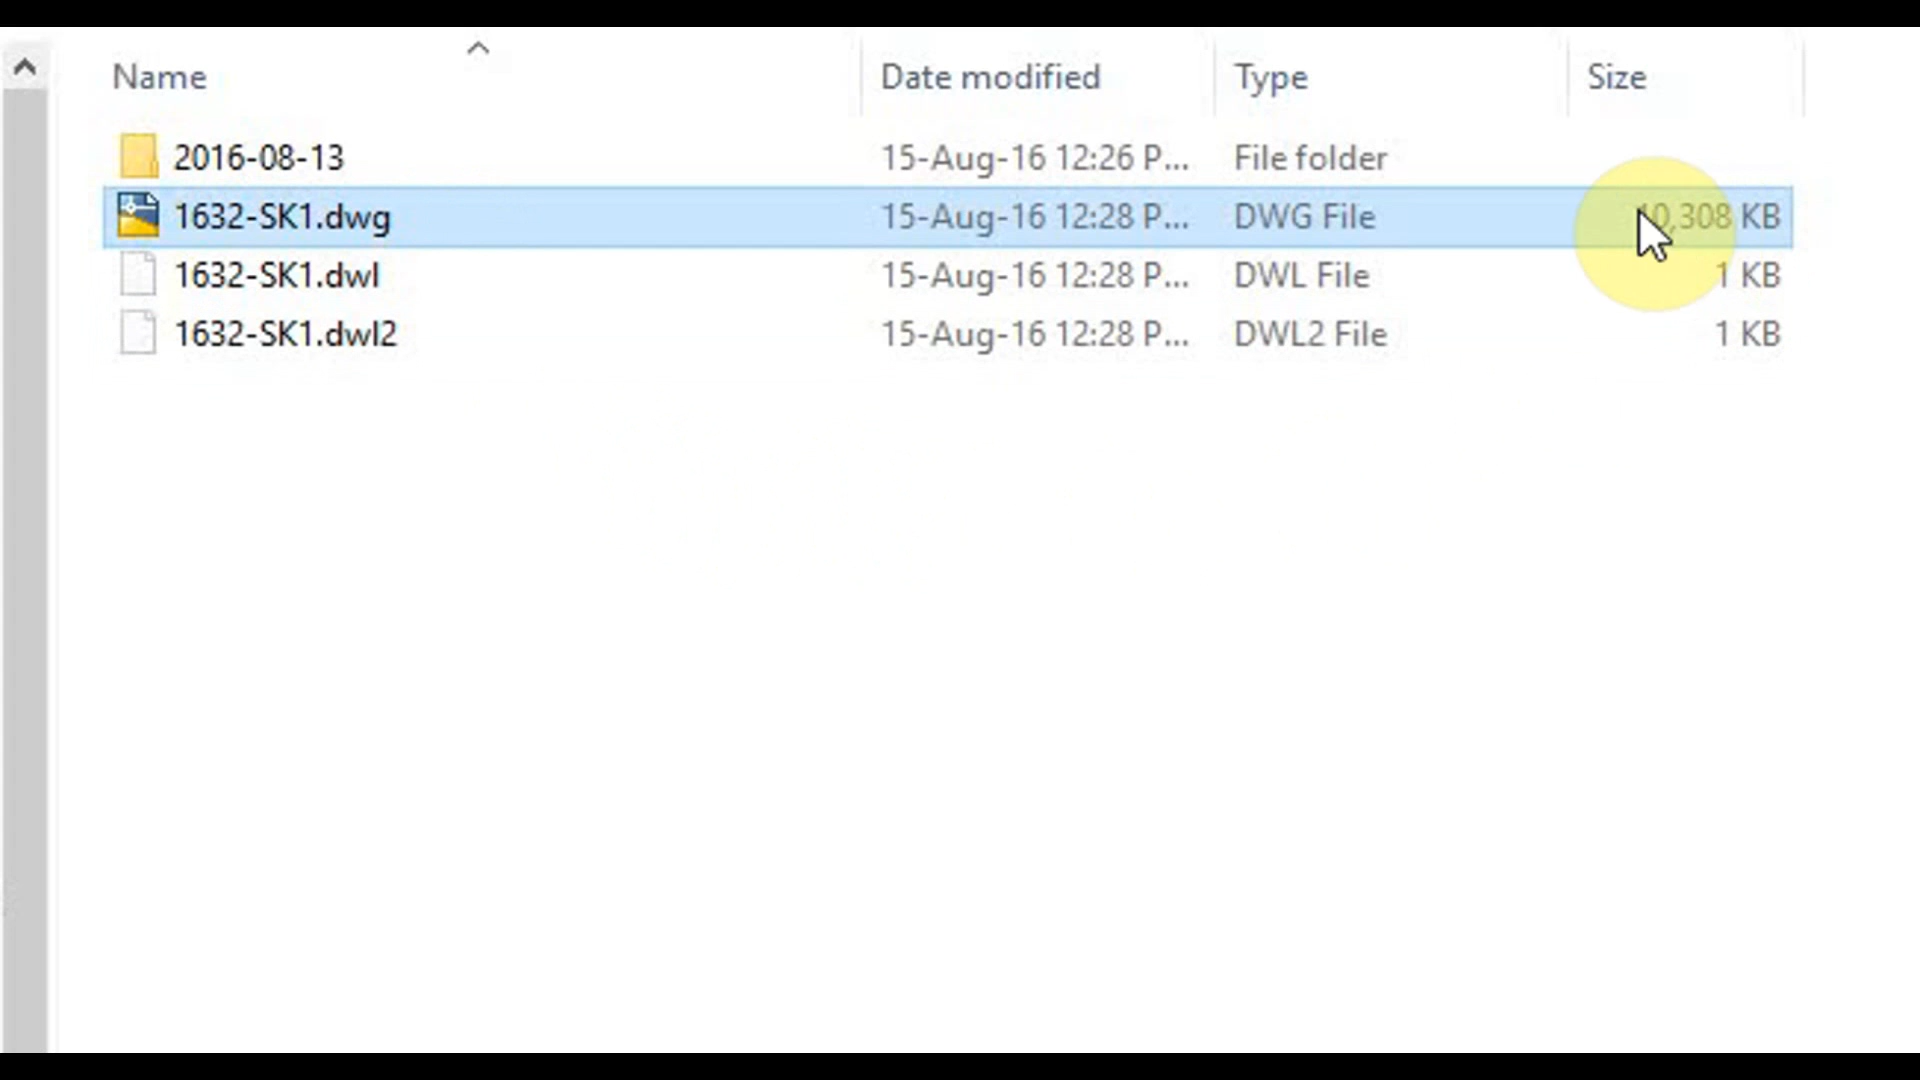 Name Date modified Type Size
2016-08-13 15-Aug-16 12:26 P... File folder
1632-SK1.dwg 15-Aug-16 12:28 P... DWG File KB
1632-SK1.dwl 15-Aug-16 12:28 P... DWL File 1 KB
1632-SK1.dwl2 15-Aug-16 12:28 P... DWL2 File 1 KB